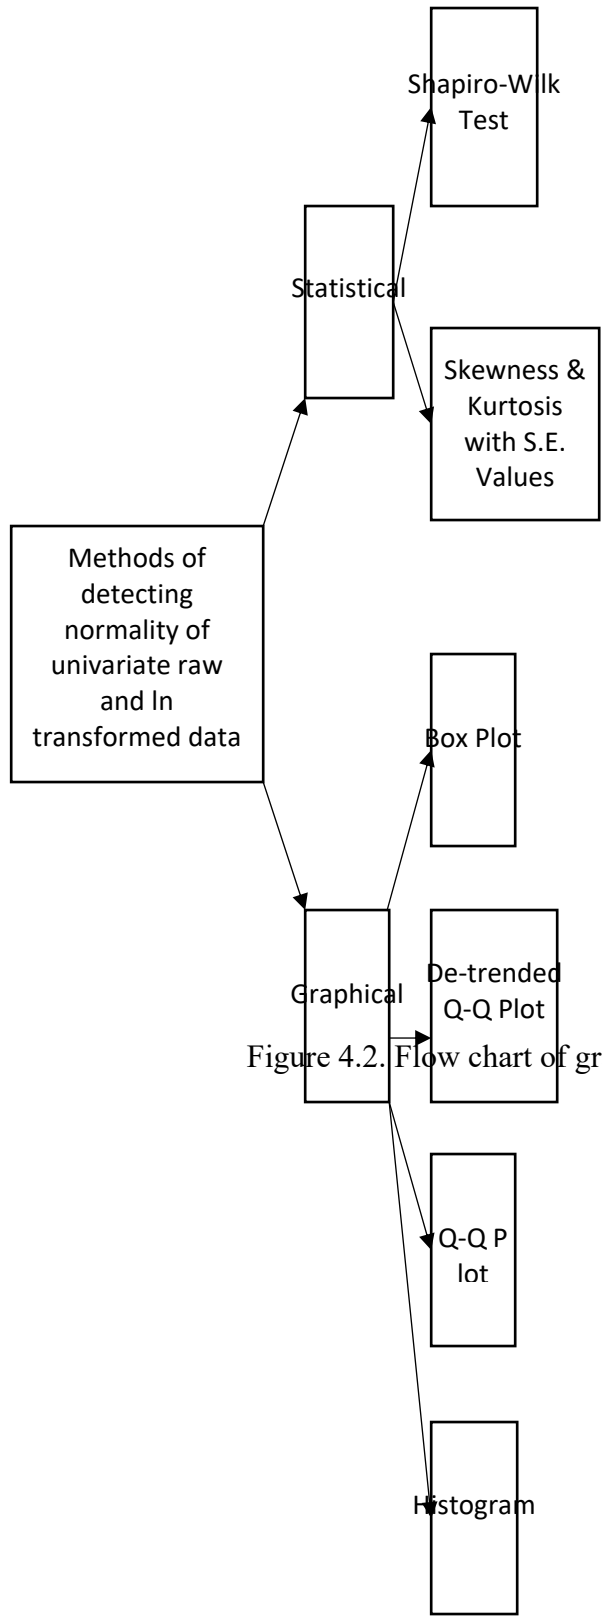 Shapiro-Wilk
Test
Statistical
Skewness &
Kurtosis
with S.E.
Values
Methods of
detecting
normality of
univariate raw
and ln
transformed data
Box Plot
Graphical
De-trended
Q-Q Plot
Figure 4.2. Flow chart of gr
Q-Q P
lot
Histogram